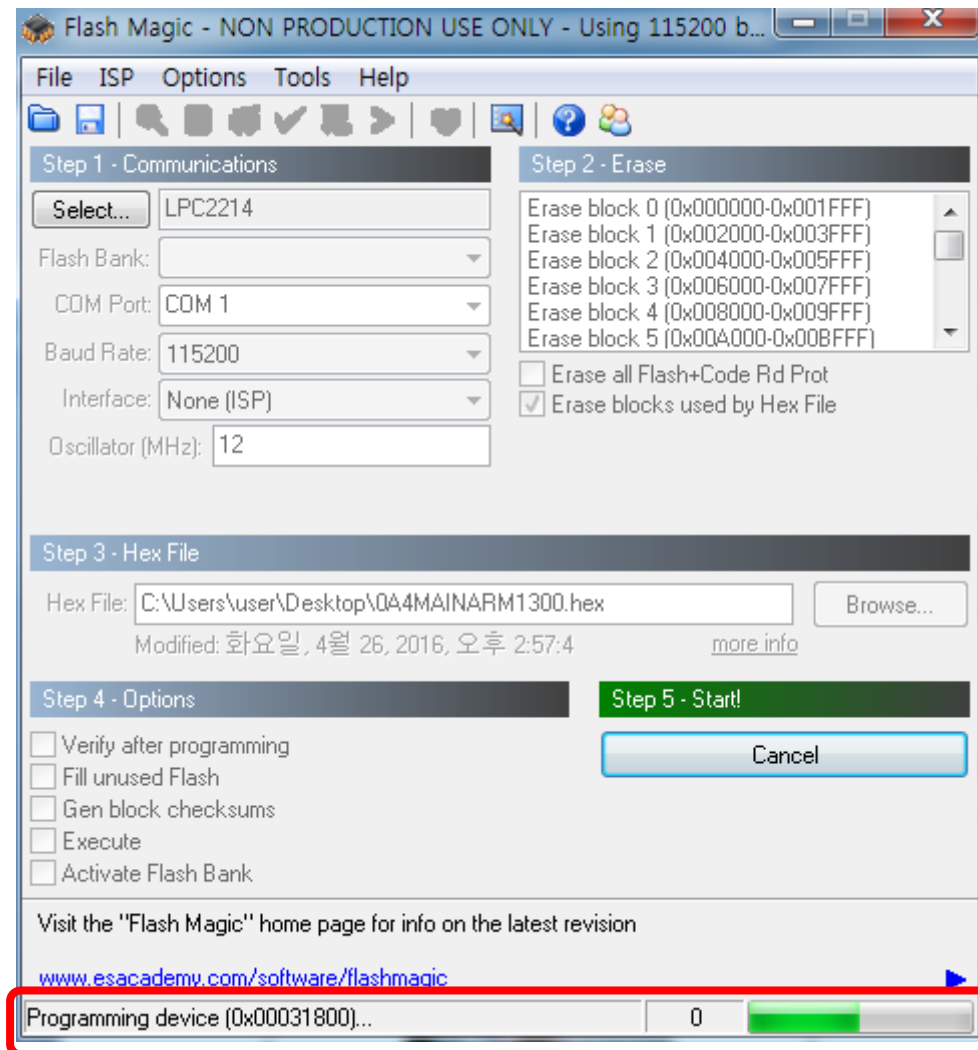 Flash Magic - NON PRODUCTION USE ONLY - Using 115200 b...
File ISP Options Tools Help
Step 1 - Communications
Select... LPC2214
Flash Bank:
COM Port: COM 1
Baud Rate: 115200
Interface: None (ISP)
Oscillator (MHz): 12
Step 2 - Erase
Erase block 0 (0x000000-0x001FFF)
Erase block 1 (0x002000-0x003FFF)
Erase block 2 (0x004000-0x005FFF)
Erase block 3 (0x006000-0x007FFF)
Erase block 4 (0x008000-0x009FFF)
Erase block 5 (0x00A000-0x00BFFF)
Erase all Flash+Code Rd Prot
Erase blocks used by Hex File
Step 3 - Hex File
Hex File: C:\Users\user\Desktop\0A4MAINARM1300.hex Browse...
Modified: 화요일, 4월 26, 2016, 오후 2:57:4 more info
Step 4 - Options
Verify after programming
Fill unused Flash
Gen block checksums
Execute
Activate Flash Bank
Step 5 - Start!
Cancel
Visit the "Flash Magic" home page for info on the latest revision
www.esacademy.com/software/flashmagic
Programming device (0x00031800)... 0